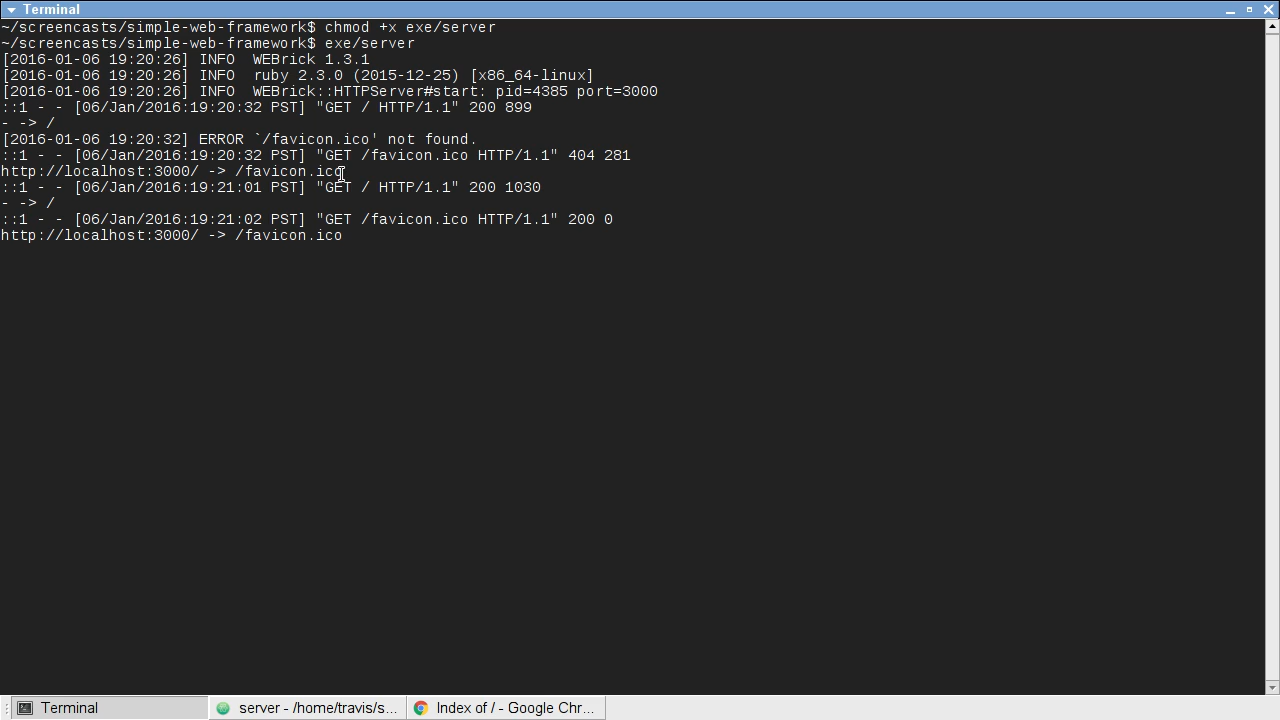 Terminal
~/screencasts/simple-web-framework$ chmod +x exe/server
~/screencasts/simple-web-framework$ exe/server
[2016-01-06 19:20:26] INFO  WEBrick 1.3.1
[2016-01-06 19:20:26] INFO  ruby 2.3.0 (2015-12-25) [x86_64-linux]
[2016-01-06 19:20:26] INFO  WEBrick::HTTPServer#start: pid=4385 port=3000
::1 - - [06/Jan/2016:19:20:32 PST] "GET / HTTP/1.1" 200 899
- -> /
[2016-01-06 19:20:32] ERROR `/favicon.ico' not found.
::1 - - [06/Jan/2016:19:20:32 PST] "GET /favicon.ico HTTP/1.1" 404 281
http://localhost:3000/ -> /favicon.ico
::1 - - [06/Jan/2016:19:21:01 PST] "GET / HTTP/1.1" 200 1030
- -> /
::1 - - [06/Jan/2016:19:21:02 PST] "GET /favicon.ico HTTP/1.1" 200 0
http://localhost:3000/ -> /favicon.ico
Terminal
server - /home/travis/s...
Index of / - Google Chr...